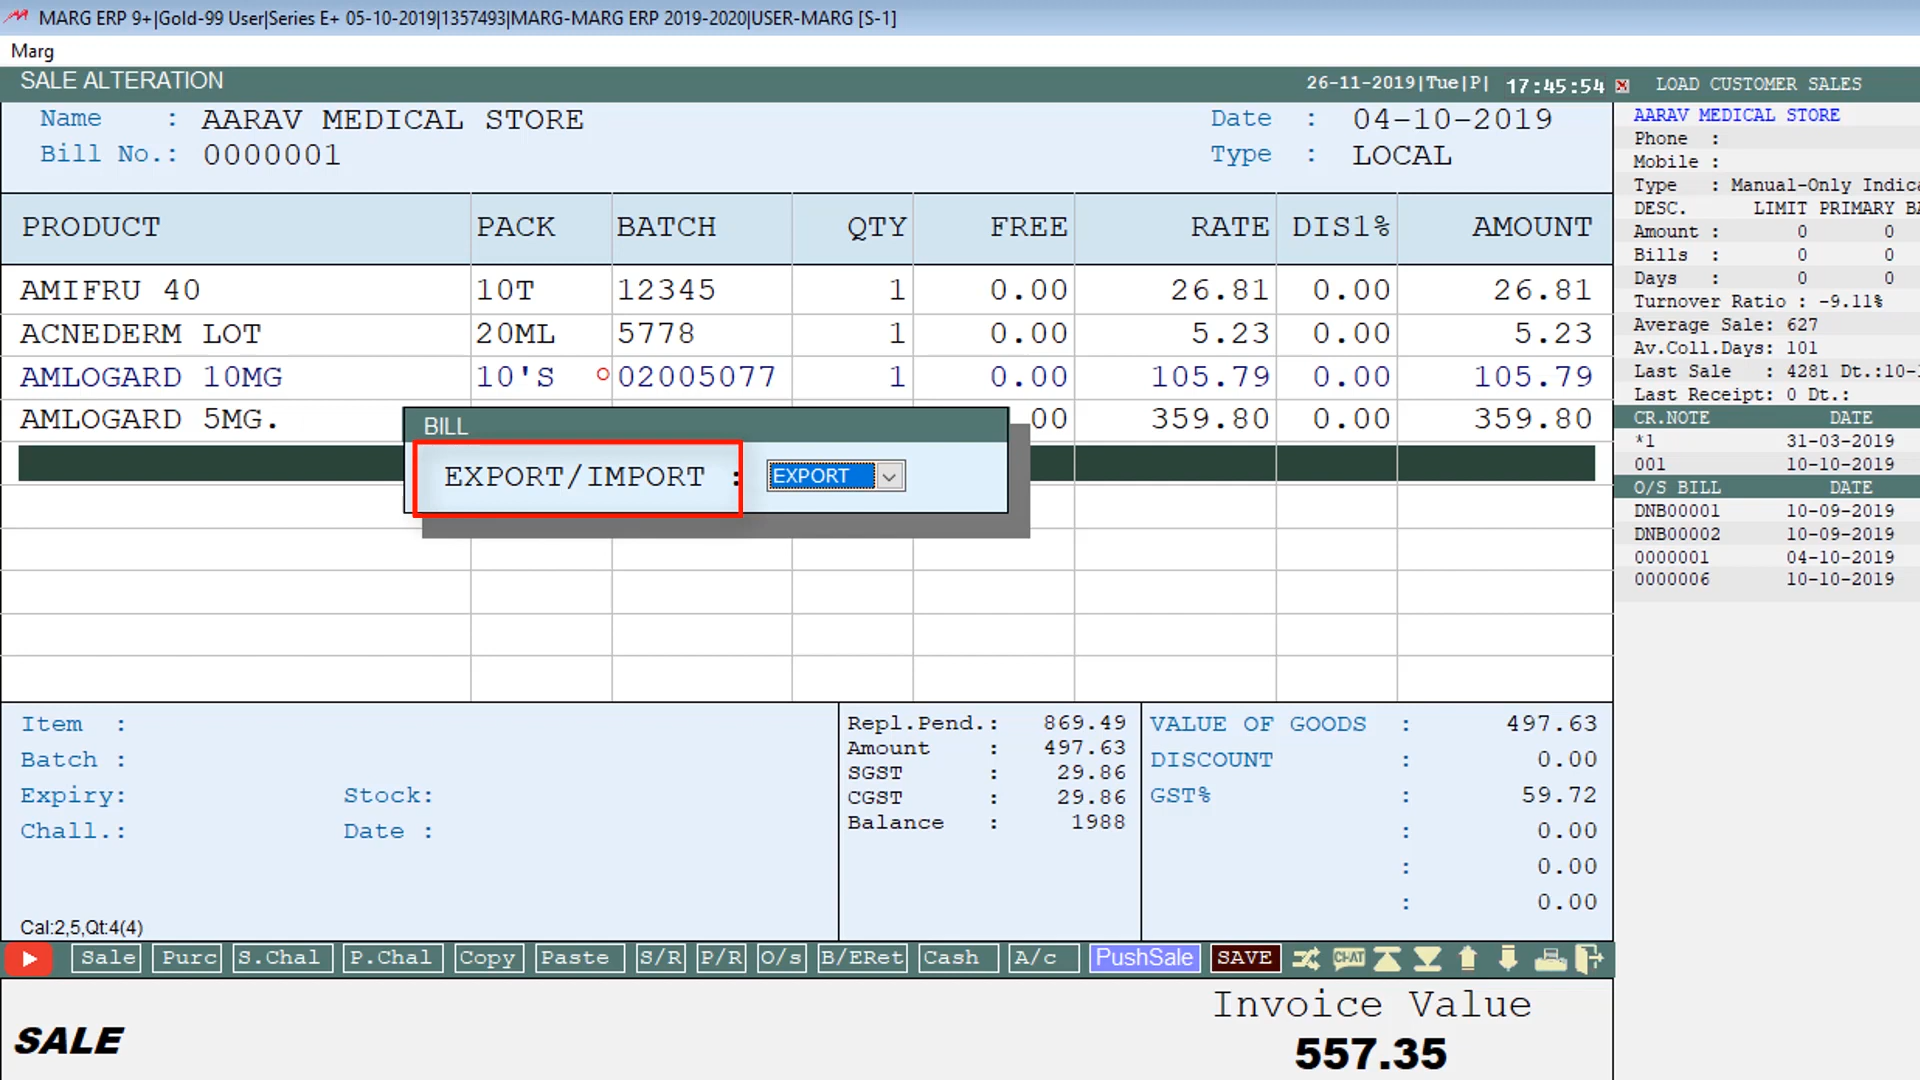 MARG ERP 9+|Gold-99 User|Series E+ 05-10-2019|1357493|MARG-MARG ERP 2019-2020|USER-MARG [S-1]
Marg
SALE ALTERATION
26-11-2019|Tue|P| 17:45:54
LOAD CUSTOMER SALES
Name : AARAV MEDICAL STORE
Date : 04-10-2019
Bill No.: 0000001
Type : LOCAL
PRODUCT PACK BATCH QTY FREE RATE DIS1% AMOUNT
AMIFRU 40 10T 12345 1 0.00 26.81 0.00 26.81
ACNEDERM LOT 20ML 5778 1 0.00 5.23 0.00 5.23
AMLOGARD 10MG 10'S 02005077 1 0.00 105.79 0.00 105.79
AMLOGARD 5MG. 00 359.80 0.00 359.80
BILL
EXPORT/IMPORT : EXPORT
AARAV MEDICAL STORE
Phone :
Mobile :
Type : Manual-Only Indica
DESC. LIMIT PRIMARY BA
Amount : 0 0
Bills : 0 0
Days : 0 0
Turnover Ratio : -9.11%
Average Sale: 627
Av.Coll.Days: 101
Last Sale : 4281 Dt.:10-
Last Receipt: 0 Dt.:
CR.NOTE DATE
*1 31-03-2019
001 10-10-2019
O/S BILL DATE
DNB00001 10-09-2019
DNB00002 10-09-2019
0000001 04-10-2019
0000006 10-10-2019
Item :
Batch :
Expiry: Stock:
Chall.: Date :
Cal:2,5,Qt:4(4)
Repl.Pend.: 869.49
Amount : 497.63
SGST : 29.86
CGST : 29.86
Balance : 1988
VALUE OF GOODS : 497.63
DISCOUNT : 0.00
GST% : 59.72
: 0.00
: 0.00
: 0.00
Sale Purc S.Chal P.Chal Copy Paste S/R P/R O/s B/ERet Cash A/c PushSale SAVE CHAT
SALE
Invoice Value
557.35